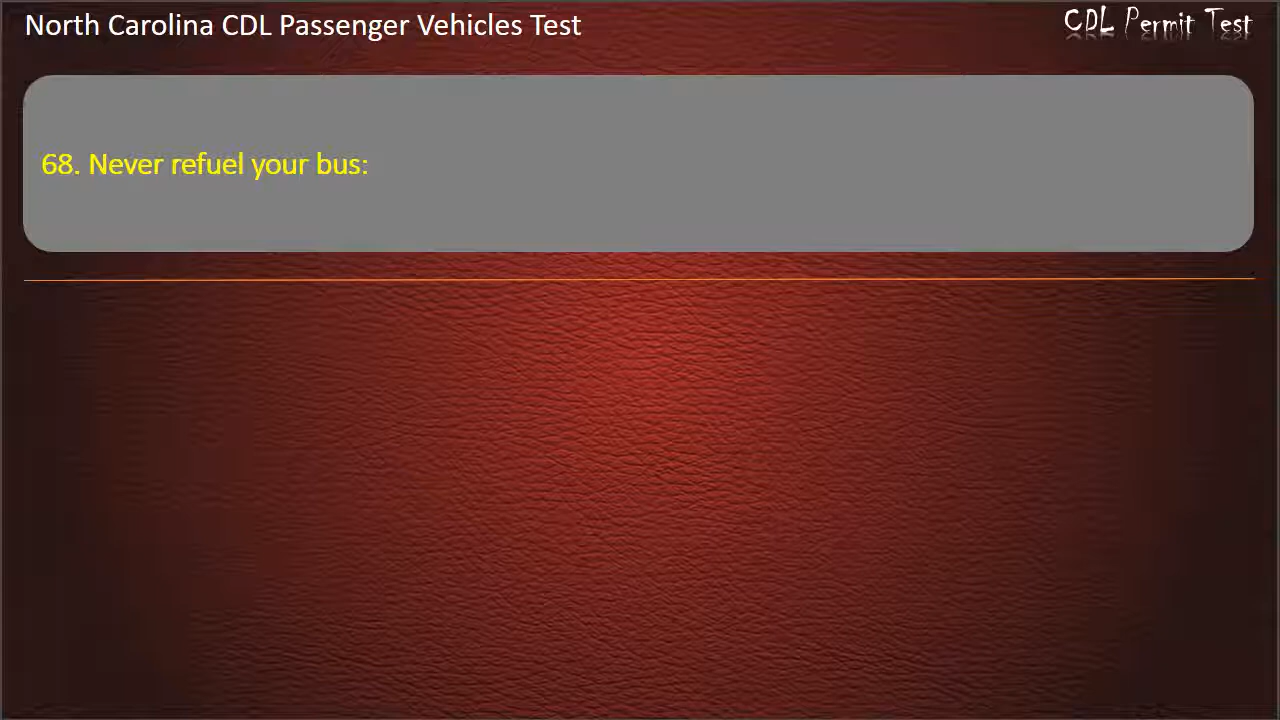 North Carolina CDL Passenger Vehicles Test
CDL Permit Test
68. Never refuel your bus: